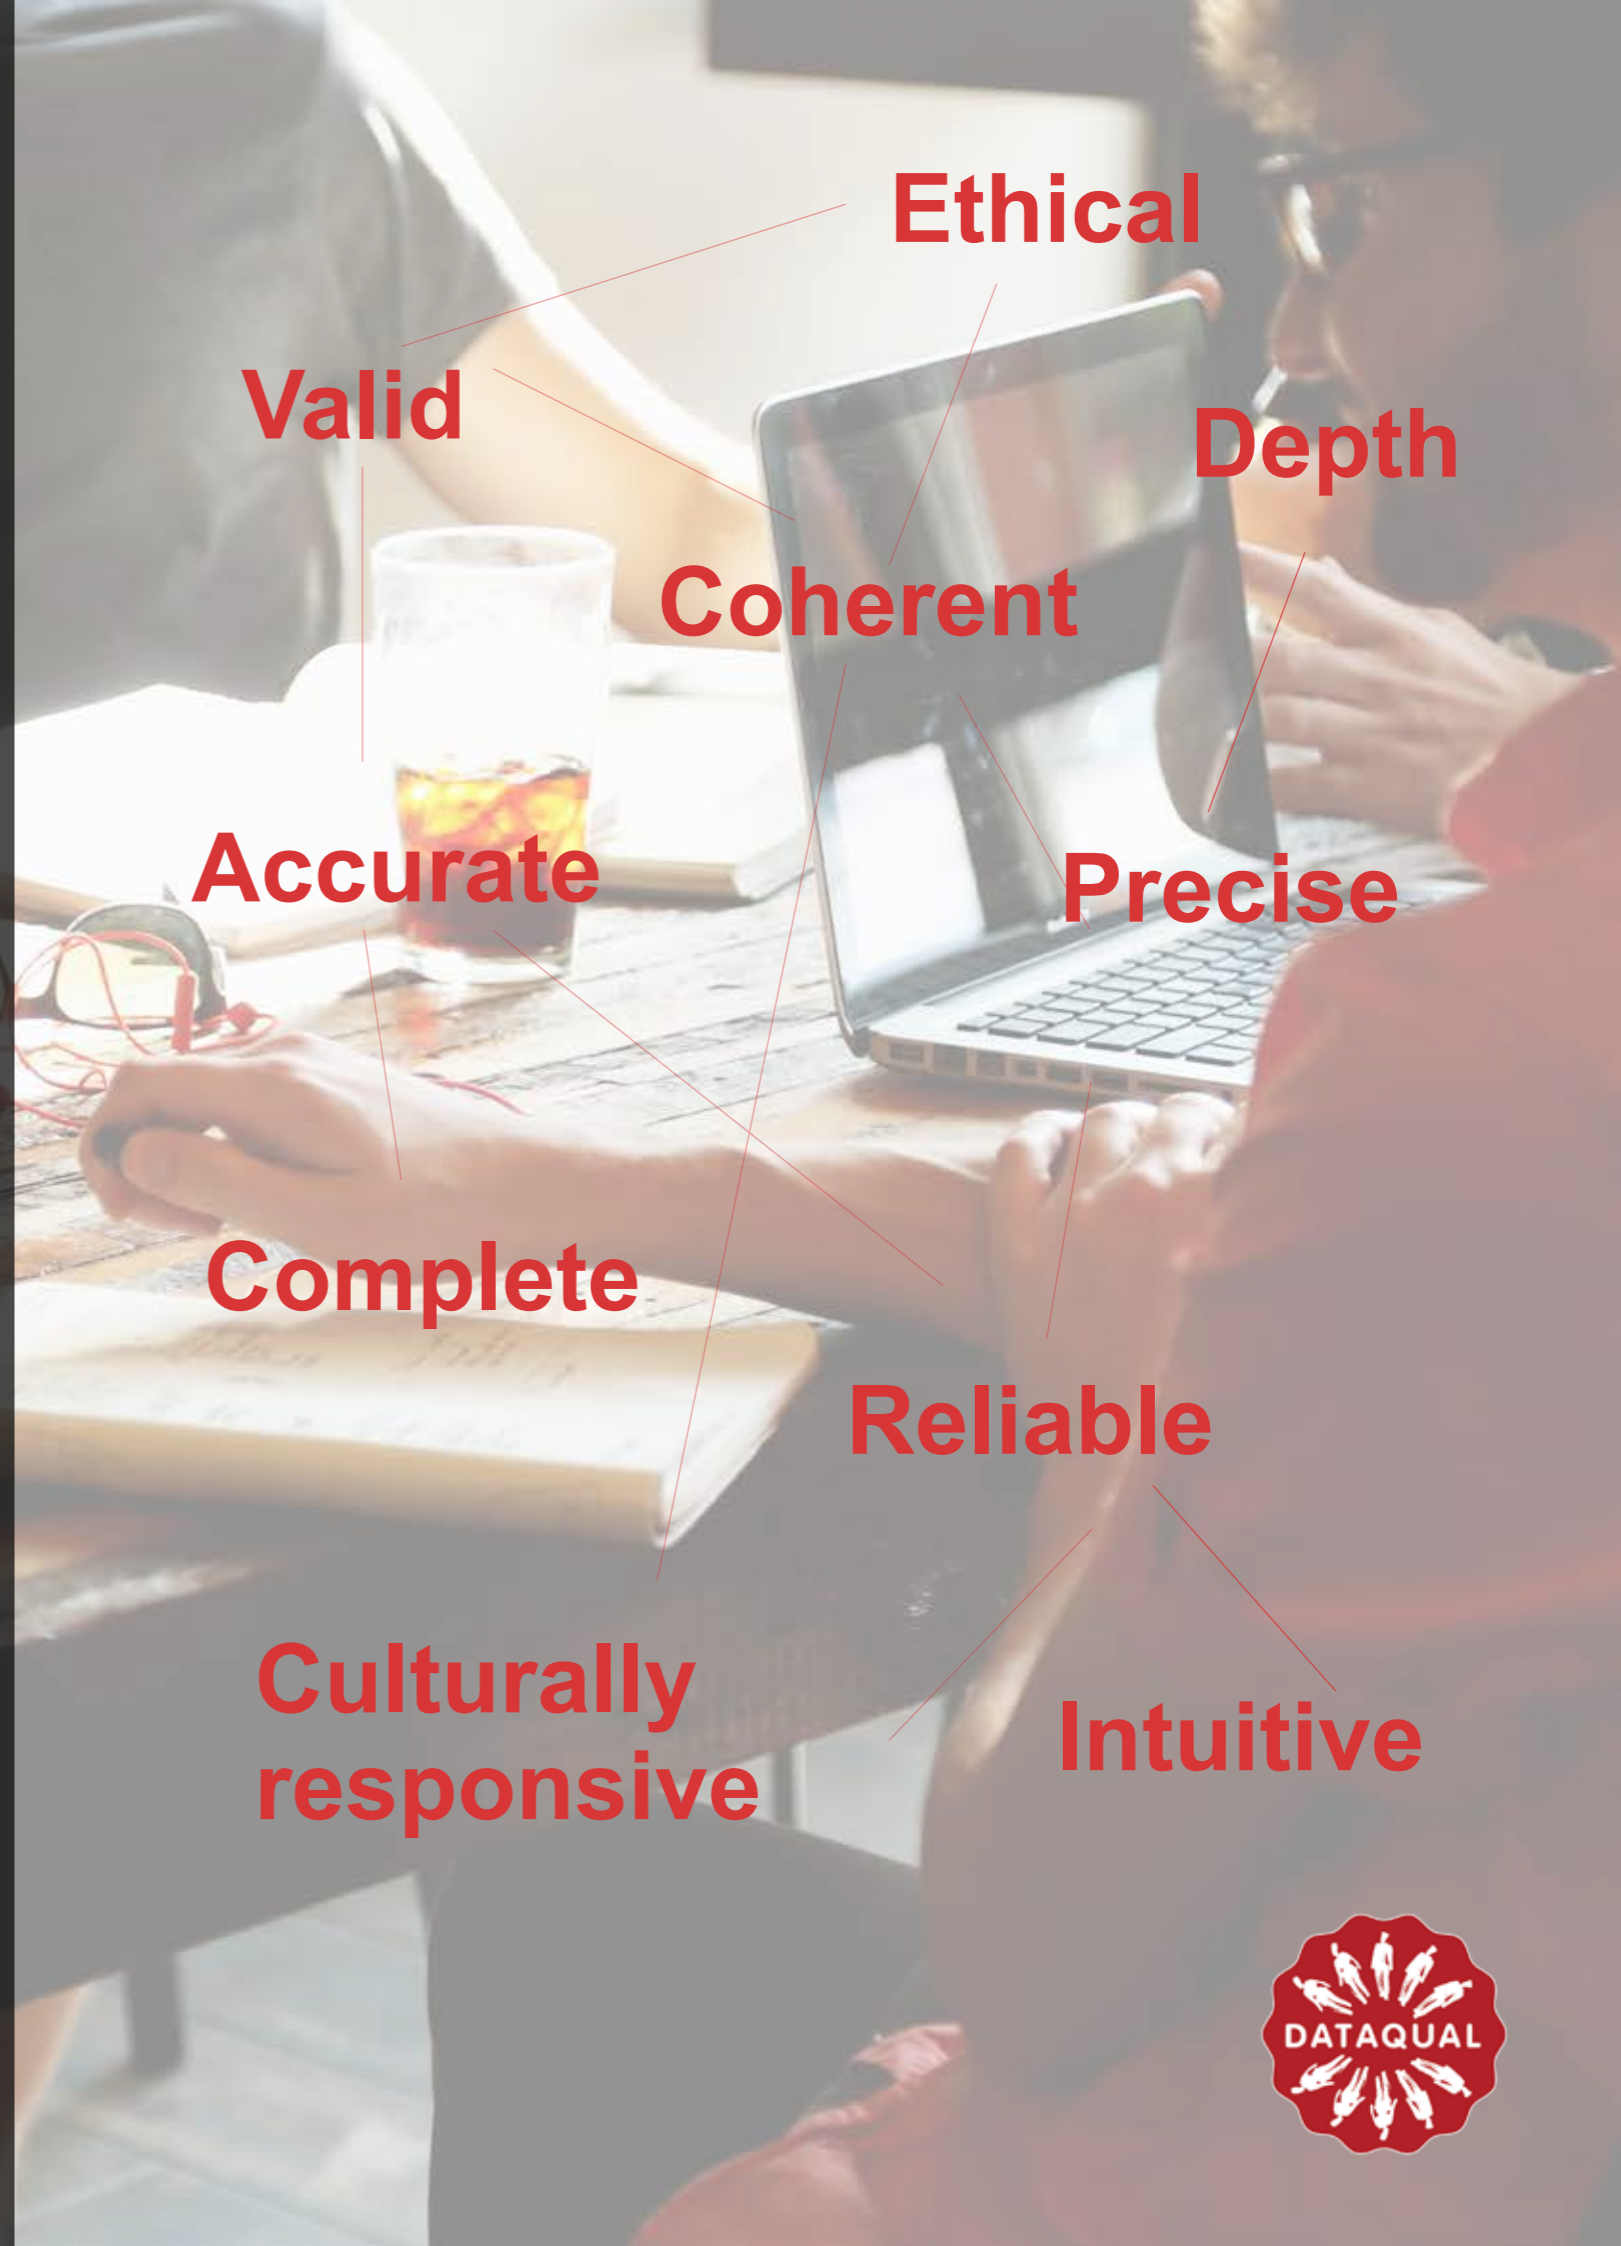 Ethical
Valid
Depth
Coherent
Accurate
Precise
Complete
Reliable
Culturally
responsive
Intuitive
DATAQUAL